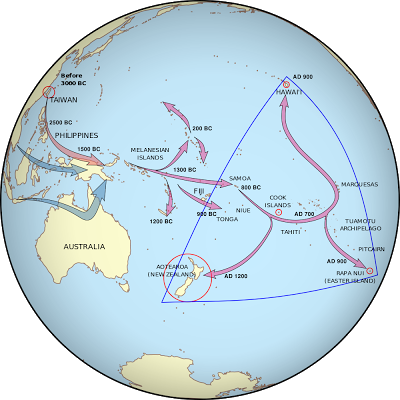 Before
3000 BC
TAIWAN
2500 BC
PHILIPPINES
1500 BC
MELANESIAN
ISLANDS
200 BC
1300 BC
FIJI
1200 BC
900 BC
SAMOA
800 BC
NIUE
TONGA
COOK
ISLANDS
AD 700
TAHITI
AD 900
HAWAI'I
MARQUESAS
TUAMOTU
ARCHIPELAGO
PITCAIRN
AD 900
RAPA NUI
(EASTER ISLAND)
AD 1200
AOTEAROA
(NEW ZEALAND)
AUSTRALIA